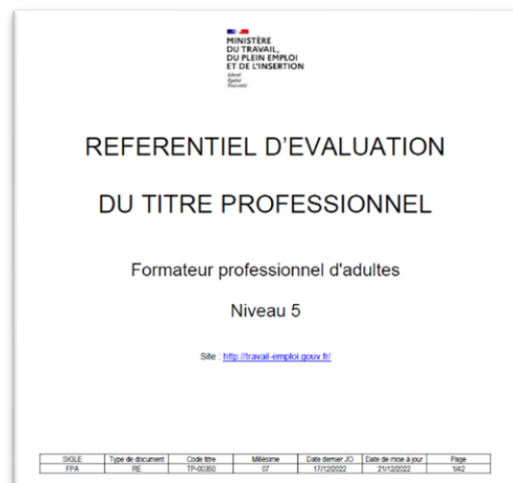 MINISTÈRE
DU TRAVAIL,
DU PLEIN EMPLOI
ET DE L'INSERTION
Liberté
Égalité
Fraternité
REFERENTIEL D'EVALUATION
DU TITRE PROFESSIONNEL
Formateur professionnel d'adultes
Niveau 5
Site : http://travail-emploi.gouv.fr/
SIGLE Type de document Code titre Millésime Date dernier JO Date de mise à jour Page
FPA RE TP-00350 07 17/12/2022 21/12/2022 1/42